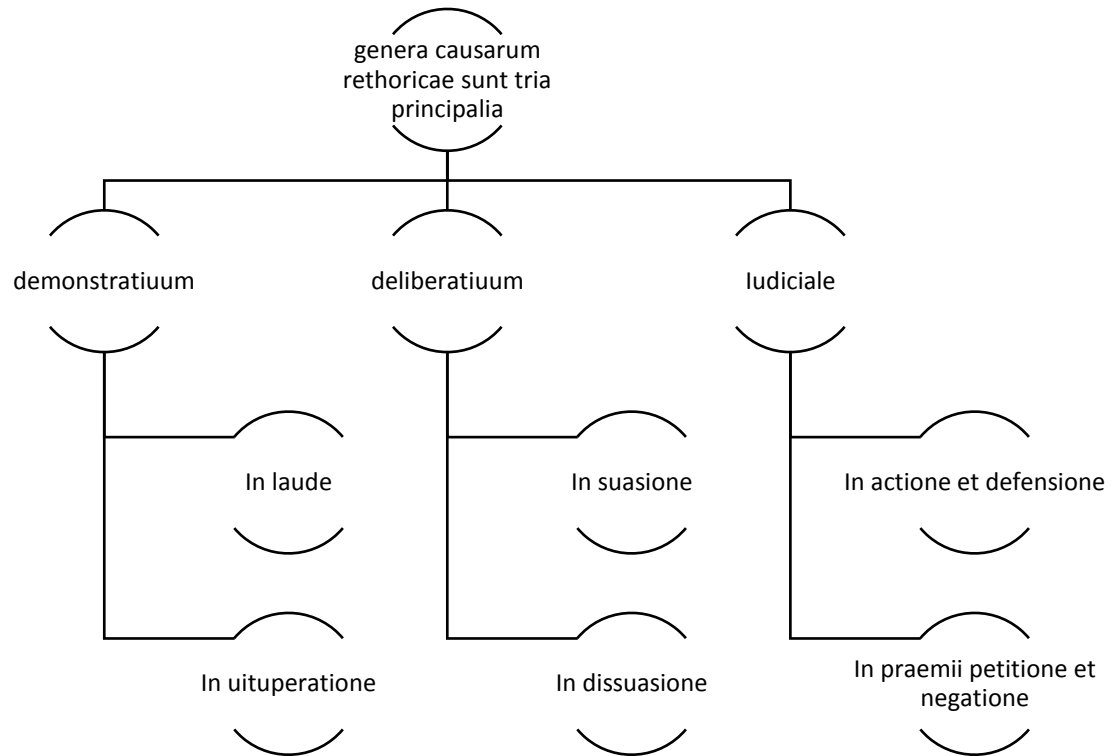 genera causarum
rethoricae sunt tria
principalia
demonstratiuum
deliberatiuum
Iudiciale
In laude
In suasione
In actione et defensione
In uituperatione
In dissuasione
In praemii petitione et
negatione